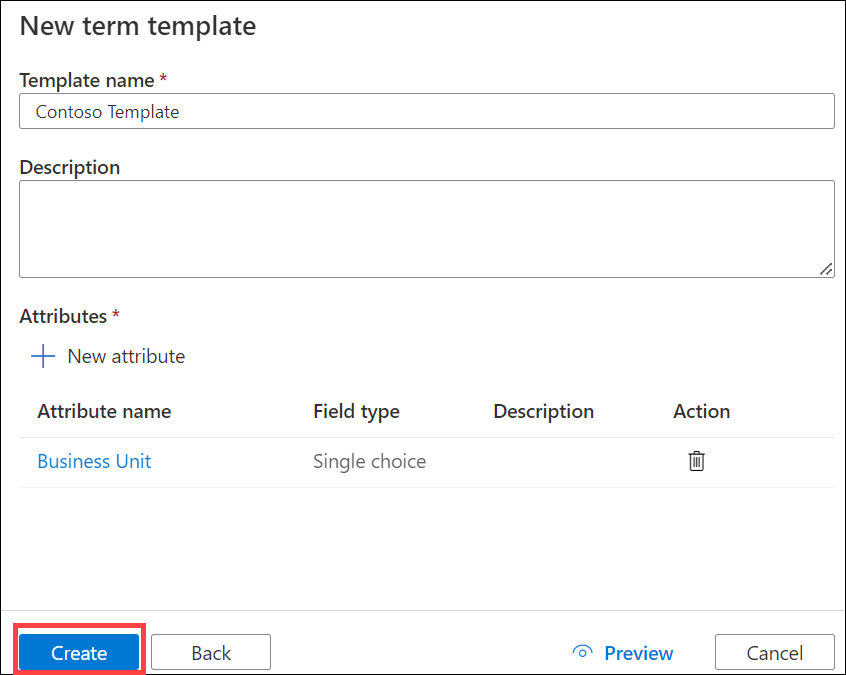 New term template
Template name *
Contoso Template
Description
Attributes *
New attribute
Attribute name Field type Description Action
Business Unit Single choice
Create Back Preview Cancel